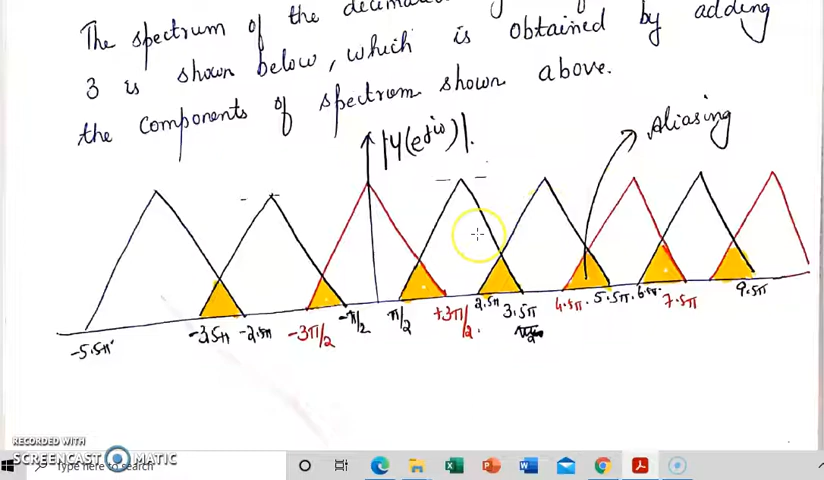 The spectrum of the decima
3 is shown below, which is obtained by adding
the components of spectrum shown above.
|Y(e^jω)|.
Aliasing
-5.5π -3.5π -2.5π -3π/2 -π/2 π/2 +3π/2. 2.5π 3.5π 4.5π 5.5π. 6.5π. 7.5π 9.5π
RECORDED WITH
SCREENCAST MATIC
Type here to search